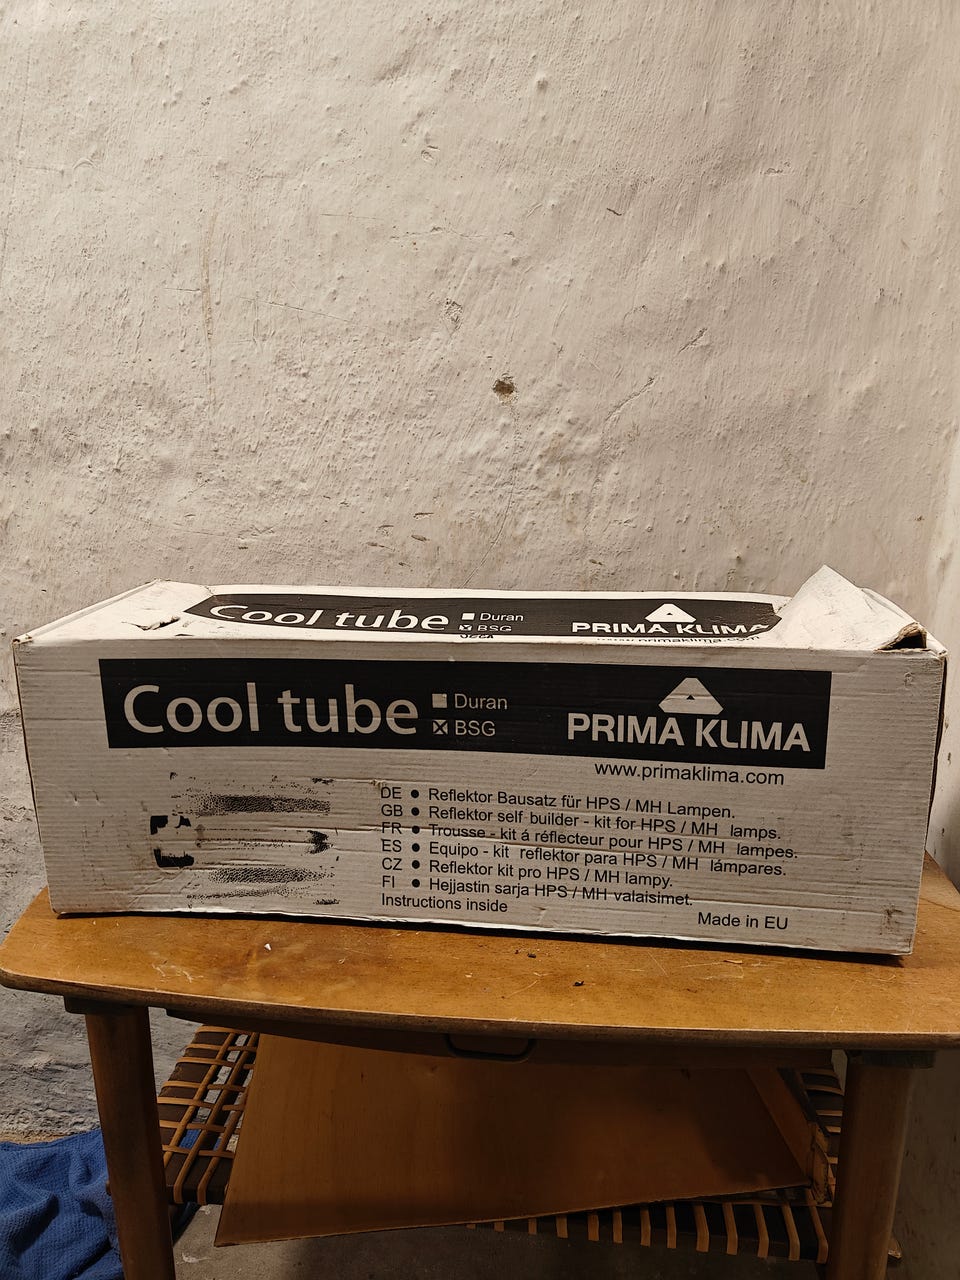 Cool tube
Duran
BSG
PRIMA KLIMA
www.primaklima.com
Cool tube
Duran
BSG
PRIMA KLIMA
www.primaklima.com
DE ● Reflektor Bausatz für HPS / MH Lampen.
GB ● Reflektor self builder - kit for HPS / MH lamps.
FR ● Trousse - kit á réflecteur pour HPS / MH lampes.
ES ● Equipo - kit reflektor para HPS / MH lámpares.
CZ ● Reflektor kit pro HPS / MH lampy.
FI ● Hejjastin sarja HPS / MH valaisimet.
Instructions inside
Made in EU